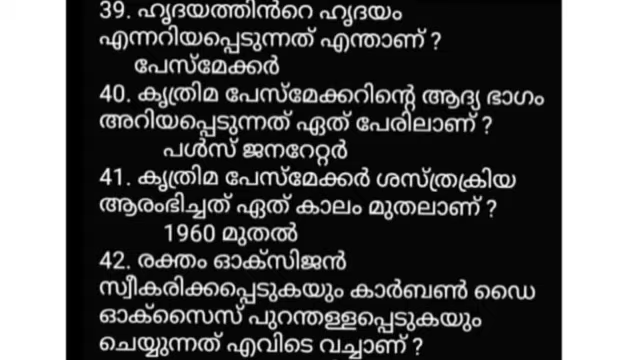 39. ഹൃദയത്തിൻറെ ഹൃദയം
എന്നറിയപ്പെടുന്നത് എന്താണ് ?
പേസ്മേക്കർ
40. കൃത്രിമ പേസ്മേക്കറിന്റെ ആദ്യ ഭാഗം
അറിയപ്പെടുന്നത് ഏത് പേരിലാണ് ?
പൾസ് ജനറേറ്റർ
41. കൃത്രിമ പേസ്മേക്കർ ശസ്ത്രക്രിയ
ആരംഭിച്ചത് ഏത് കാലം മുതലാണ് ?
1960 മുതൽ
42. രക്തം ഓക്സിജൻ
സ്വീകരിക്കപ്പെടുകയും കാർബൺ ഡൈ
ഓക്സൈസ് പുറന്തള്ളപ്പെടുകയും
ചെയ്യുന്നത് എവിടെ വച്ചാണ് ?